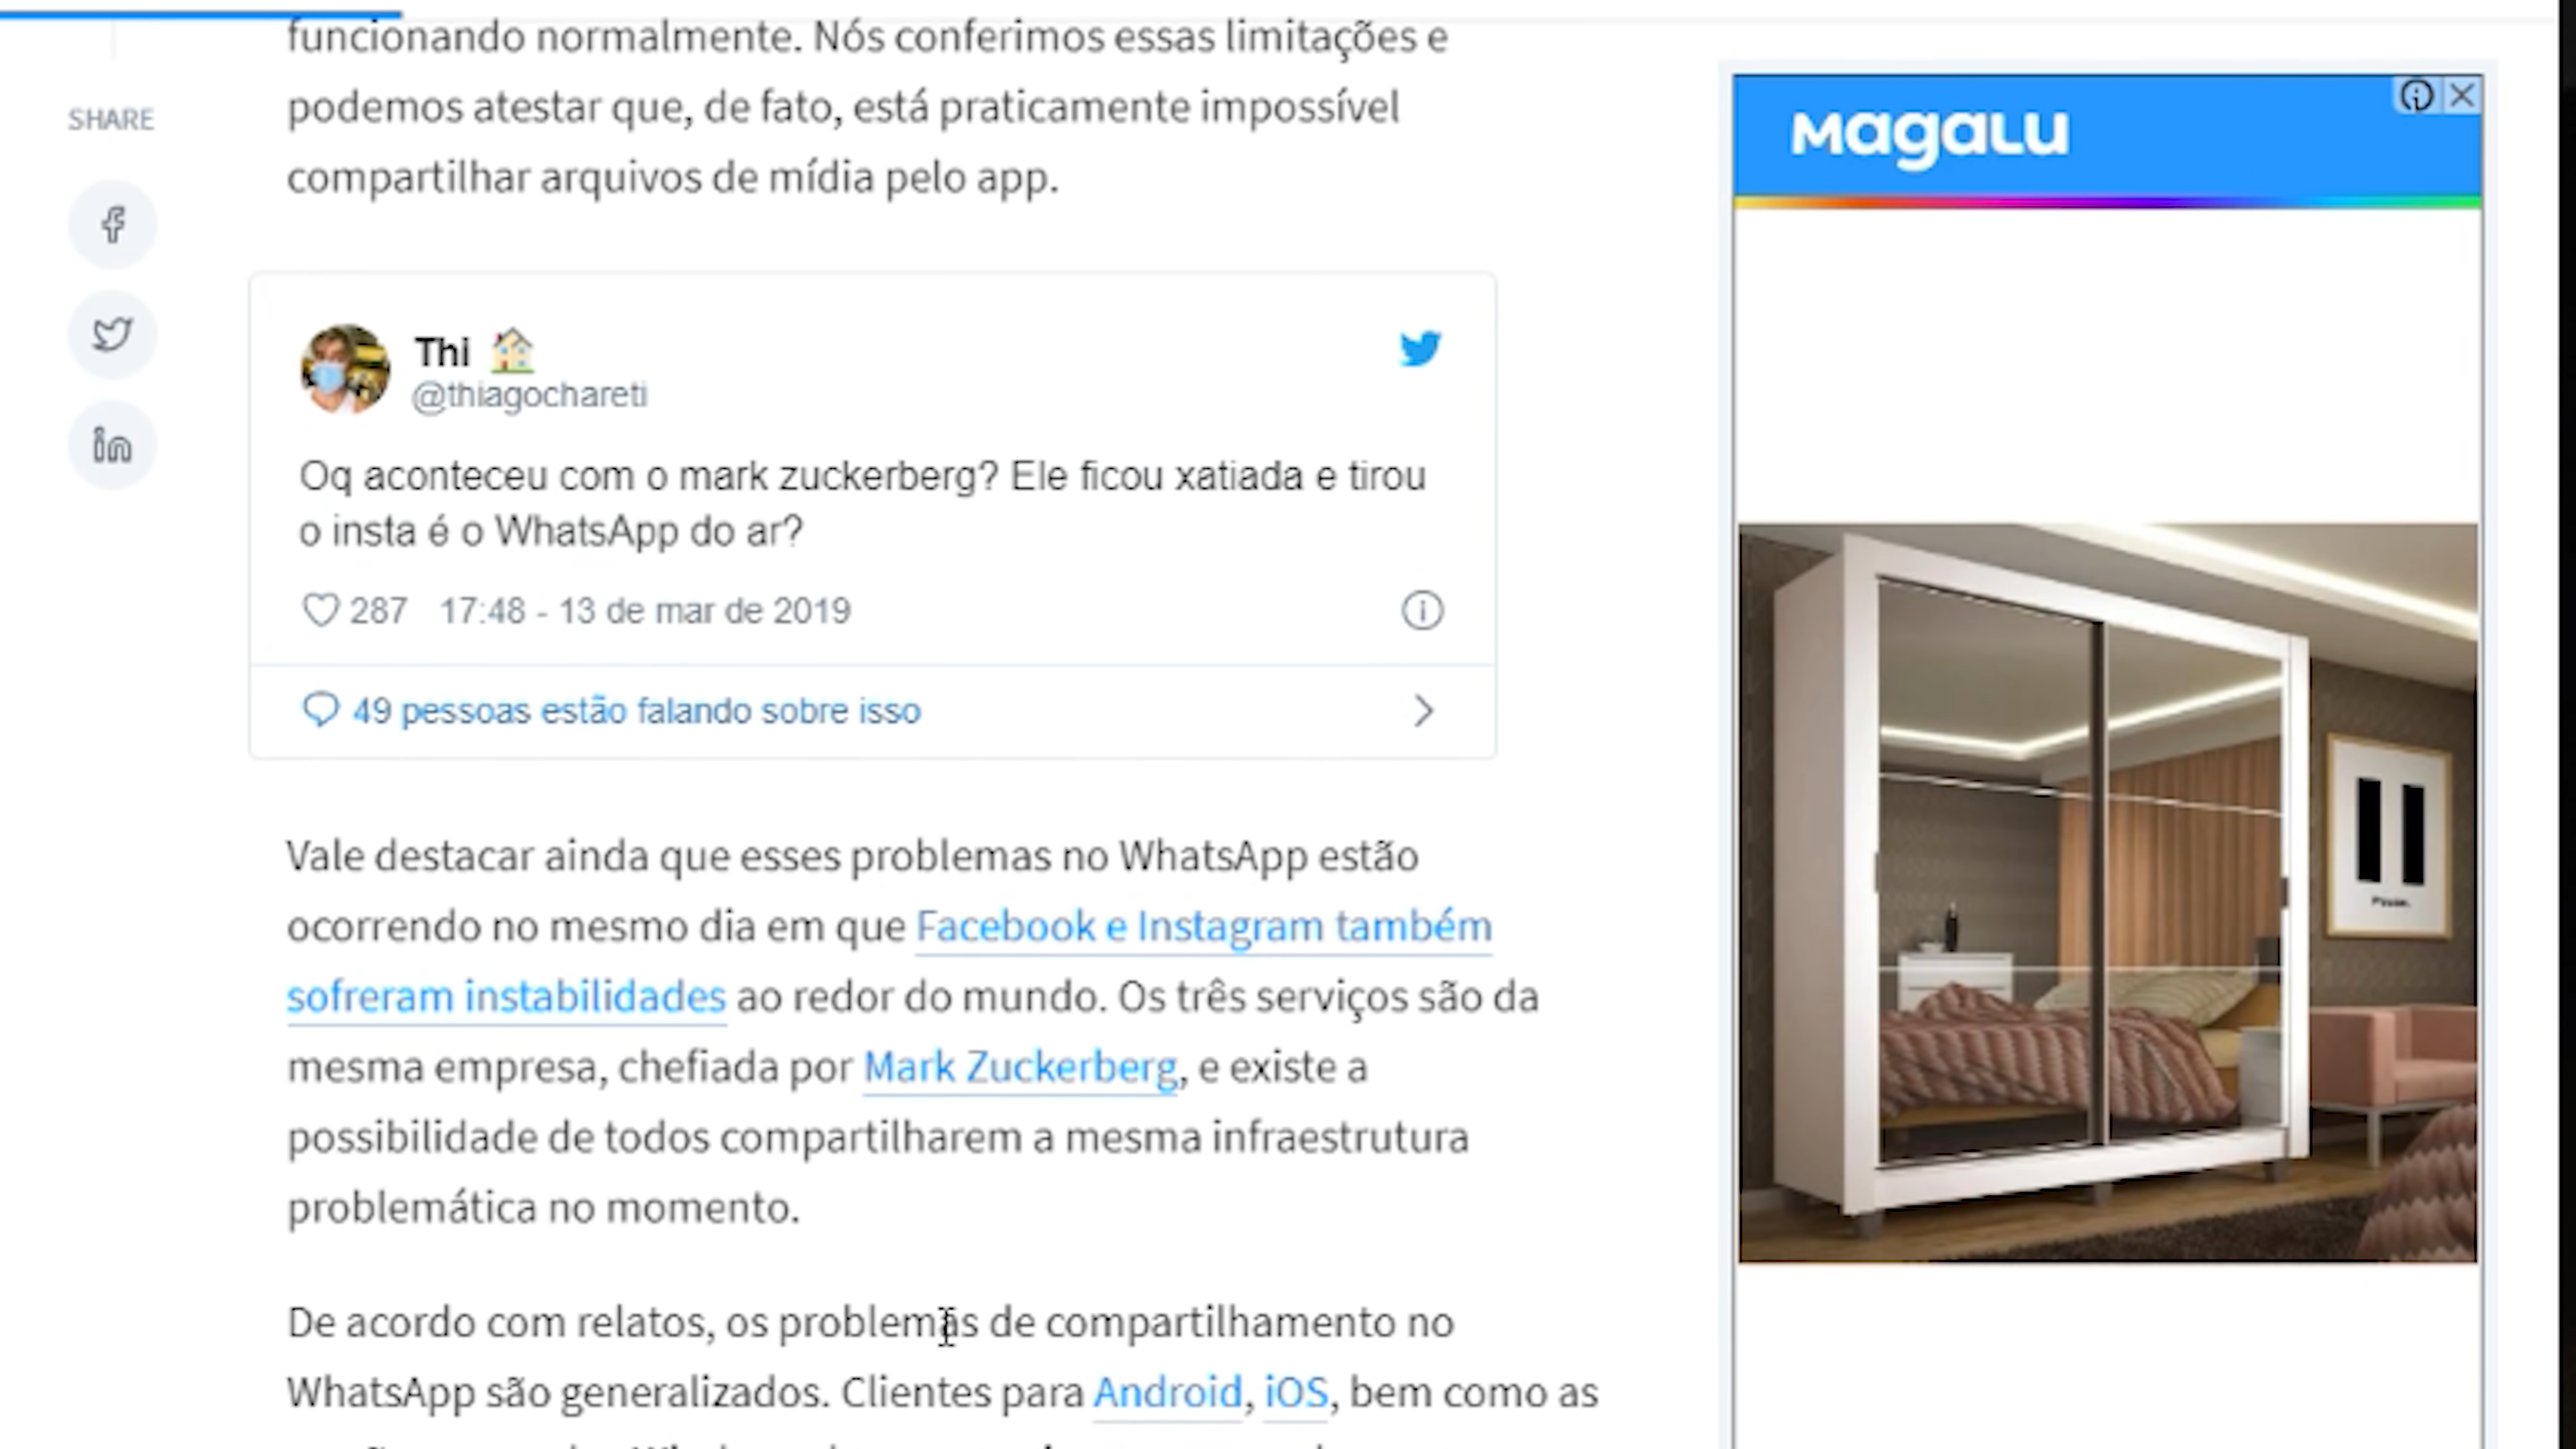 funcionando normalmente. Nós conferimos essas limitações e
podemos atestar que, de fato, está praticamente impossível
compartilhar arquivos de mídia pelo app.
SHARE
Thi
@thiagochareti
Oq aconteceu com o mark zuckerberg? Ele ficou xatiada e tirou
o insta é o WhatsApp do ar?
287 17:48 - 13 de mar de 2019
49 pessoas estão falando sobre isso
Vale destacar ainda que esses problemas no WhatsApp estão
ocorrendo no mesmo dia em que Facebook e Instagram também
sofreram instabilidades ao redor do mundo. Os três serviços são da
mesma empresa, chefiada por Mark Zuckerberg, e existe a
possibilidade de todos compartilharem a mesma infraestrutura
problemática no momento.
De acordo com relatos, os problemas de compartilhamento no
WhatsApp são generalizados. Clientes para Android, iOS, bem como as
Magalu
Pause.